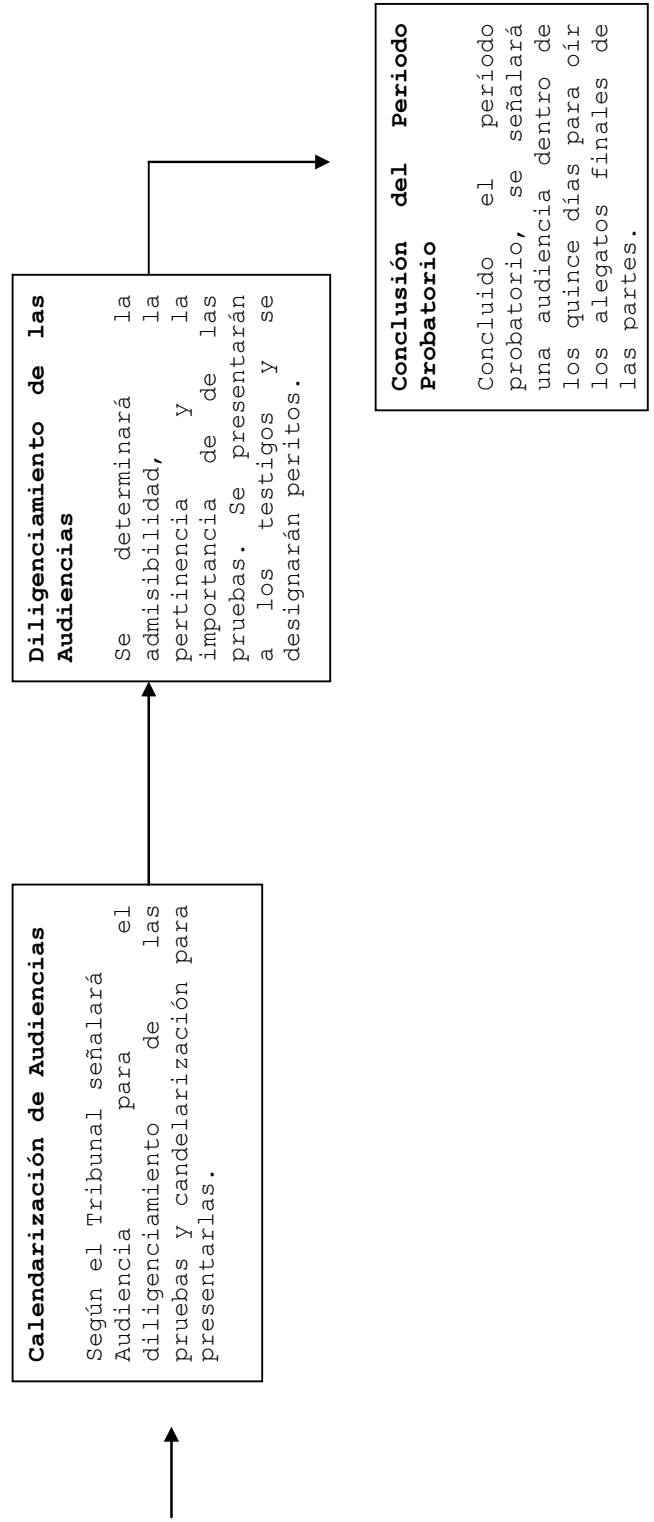 Calendarización de Audiencias
Según el Tribunal señalará
Audiencia para el
diligenciamiento de las
pruebas y candelarización para
presentarlas.
Diligenciamiento de las
Audiencias
Se determinará la
admisibilidad, la
pertinencia y la
importancia de de las
pruebas. Se presentarán
a los testigos y se
designarán peritos.
Conclusión del Periodo
Probatorio
Concluido el período
probatorio, se señalará
una audiencia dentro de
los quince días para oír
los alegatos finales de
las partes.